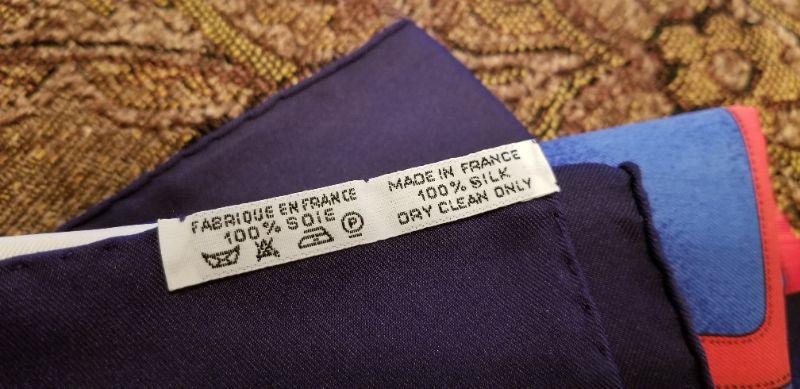 FABRIQUE EN FRANCE
100% SOIE
P
MADE IN FRANCE
100% SILK
DRY CLEAN ONLY